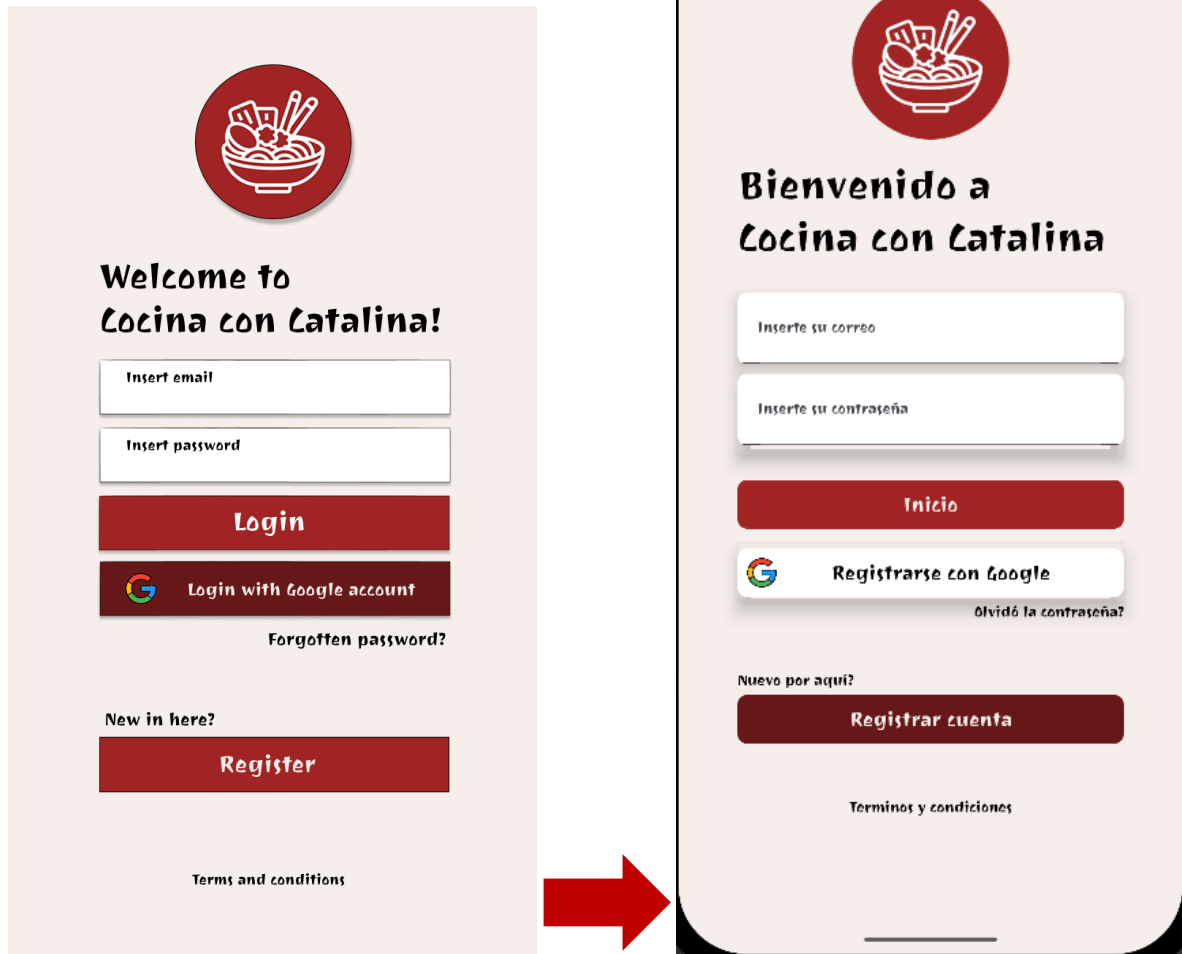 Welcome to
Cocina con Catalina!
Insert email
Insert password
Login
Login with Google account
Forgotten password?
New in here?
Register
Terms and conditions
Bienvenido a
Cocina con Catalina
Inserte su correo
Inserte su contraseña
Inicio
Registrarse con Google
Olvidó la contraseña?
Nuevo por aquí?
Registrar cuenta
Terminos y condiciones